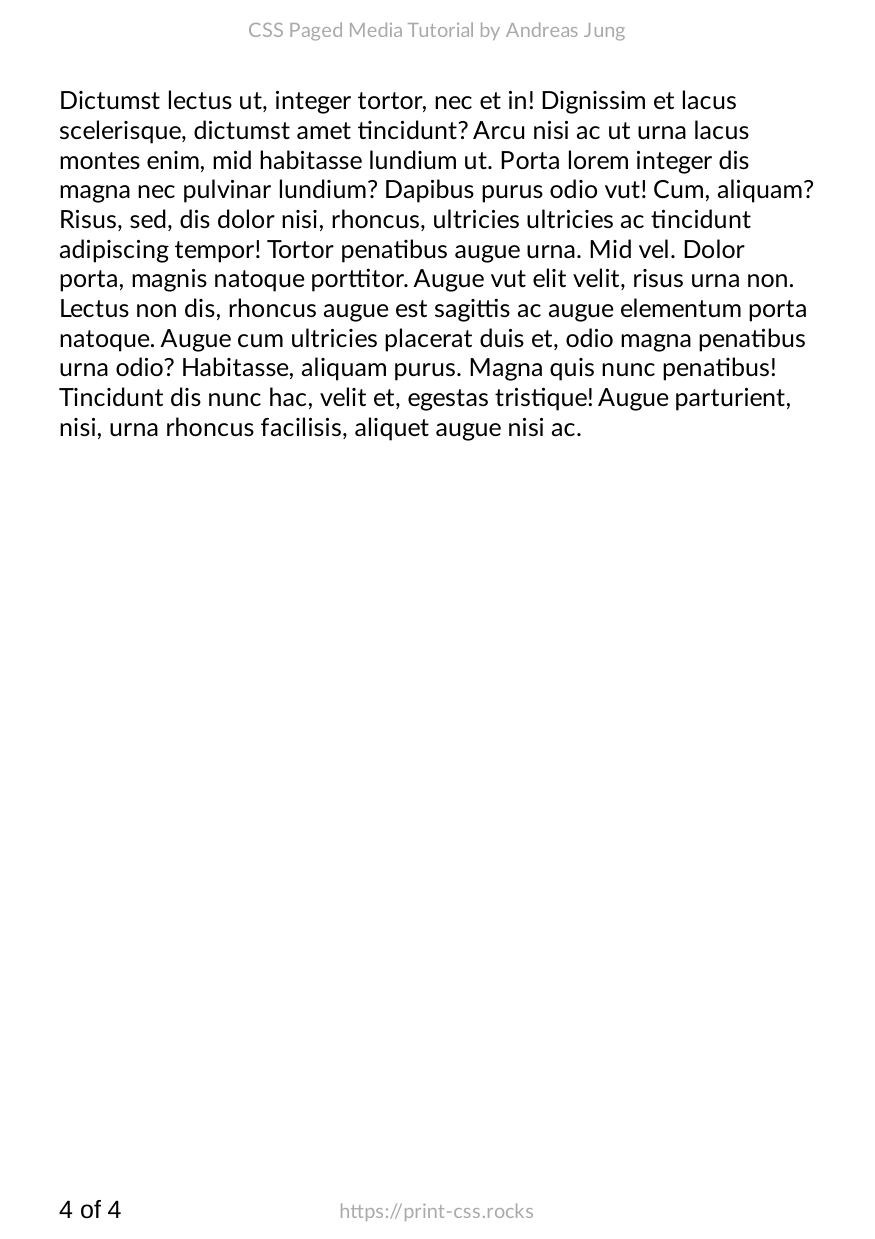 CSS Paged Media Tutorial by Andreas Jung
Dictumst lectus ut, integer tortor, nec et in! Dignissim et lacus
scelerisque, dictumst amet tincidunt? Arcu nisi ac ut urna lacus
montes enim, mid habitasse lundium ut. Porta lorem integer dis
magna nec pulvinar lundium? Dapibus purus odio vut! Cum, aliquam?
Risus, sed, dis dolor nisi, rhoncus, ultricies ultricies ac tincidunt
adipiscing tempor! Tortor penatibus augue urna. Mid vel. Dolor
porta, magnis natoque porttitor. Augue vut elit velit, risus urna non.
Lectus non dis, rhoncus augue est sagittis ac augue elementum porta
natoque. Augue cum ultricies placerat duis et, odio magna penatibus
urna odio? Habitasse, aliquam purus. Magna quis nunc penatibus!
Tincidunt dis nunc hac, velit et, egestas tristique! Augue parturient,
nisi, urna rhoncus facilisis, aliquet augue nisi ac.
4 of 4
https://print-css.rocks